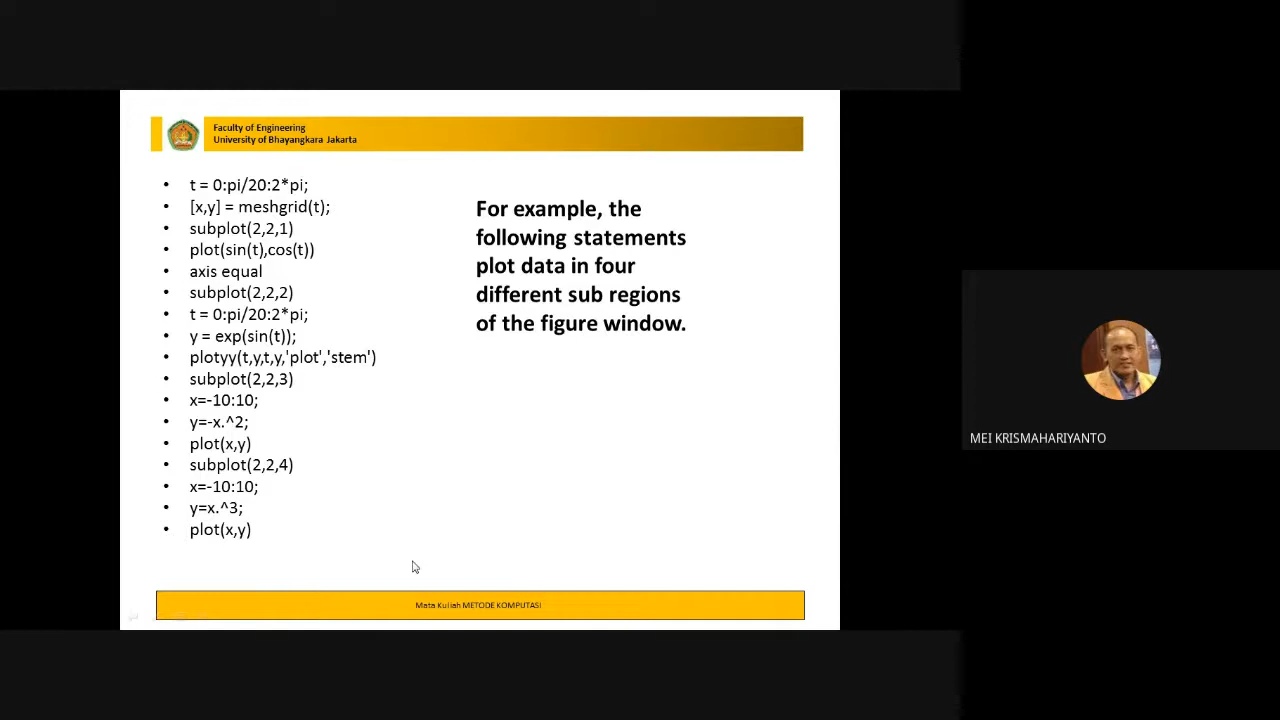 Faculty of Engineering
University of Bhayangkara Jakarta
• t = 0:pi/20:2*pi;
• [x,y] = meshgrid(t);
• subplot(2,2,1)
• plot(sin(t),cos(t))
• axis equal
• subplot(2,2,2)
• t = 0:pi/20:2*pi;
• y = exp(sin(t));
• plotyy(t,y,t,y,'plot','stem')
• subplot(2,2,3)
• x=-10:10;
• y=-x.^2;
• plot(x,y)
• subplot(2,2,4)
• x=-10:10;
• y=x.^3;
• plot(x,y)
For example, the
following statements
plot data in four
different sub regions
of the figure window.
Mata Kuliah METODE KOMPUTASI
MEI KRISMAHARIYANTO